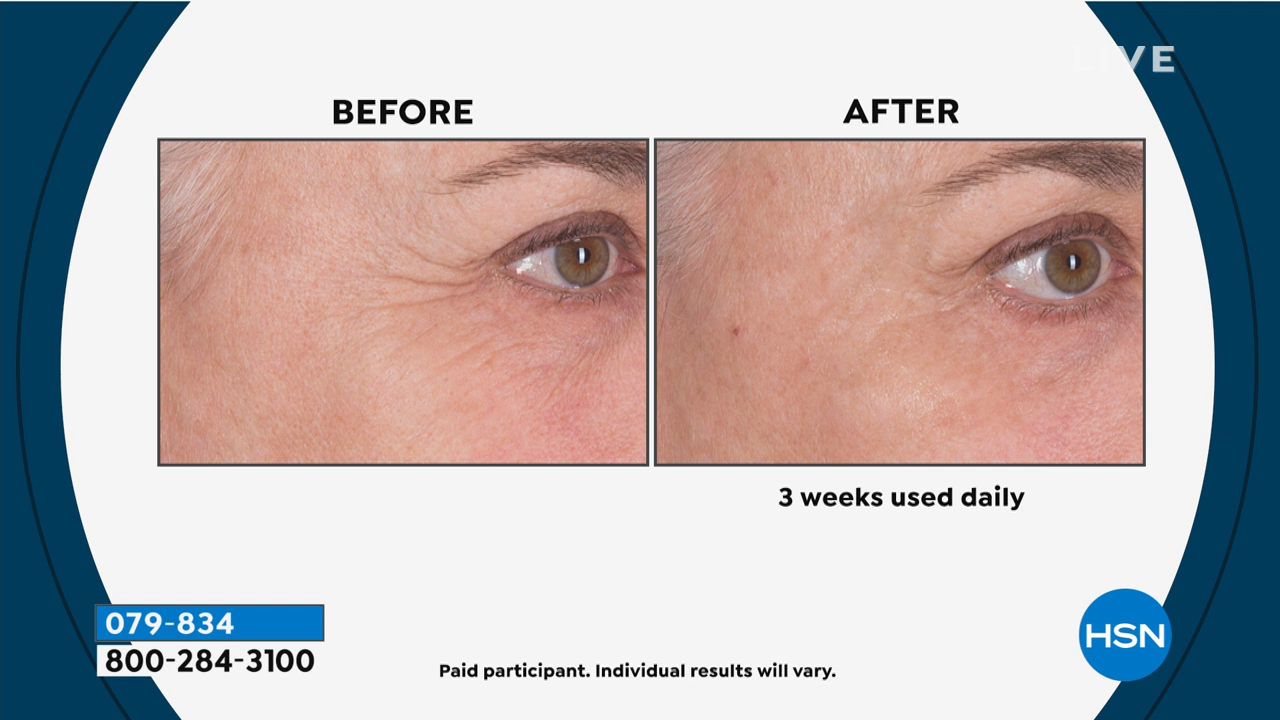 LIVE
BEFORE
AFTER
3 weeks used daily
079-834
800-284-3100
Paid participant. Individual results will vary.
HSN